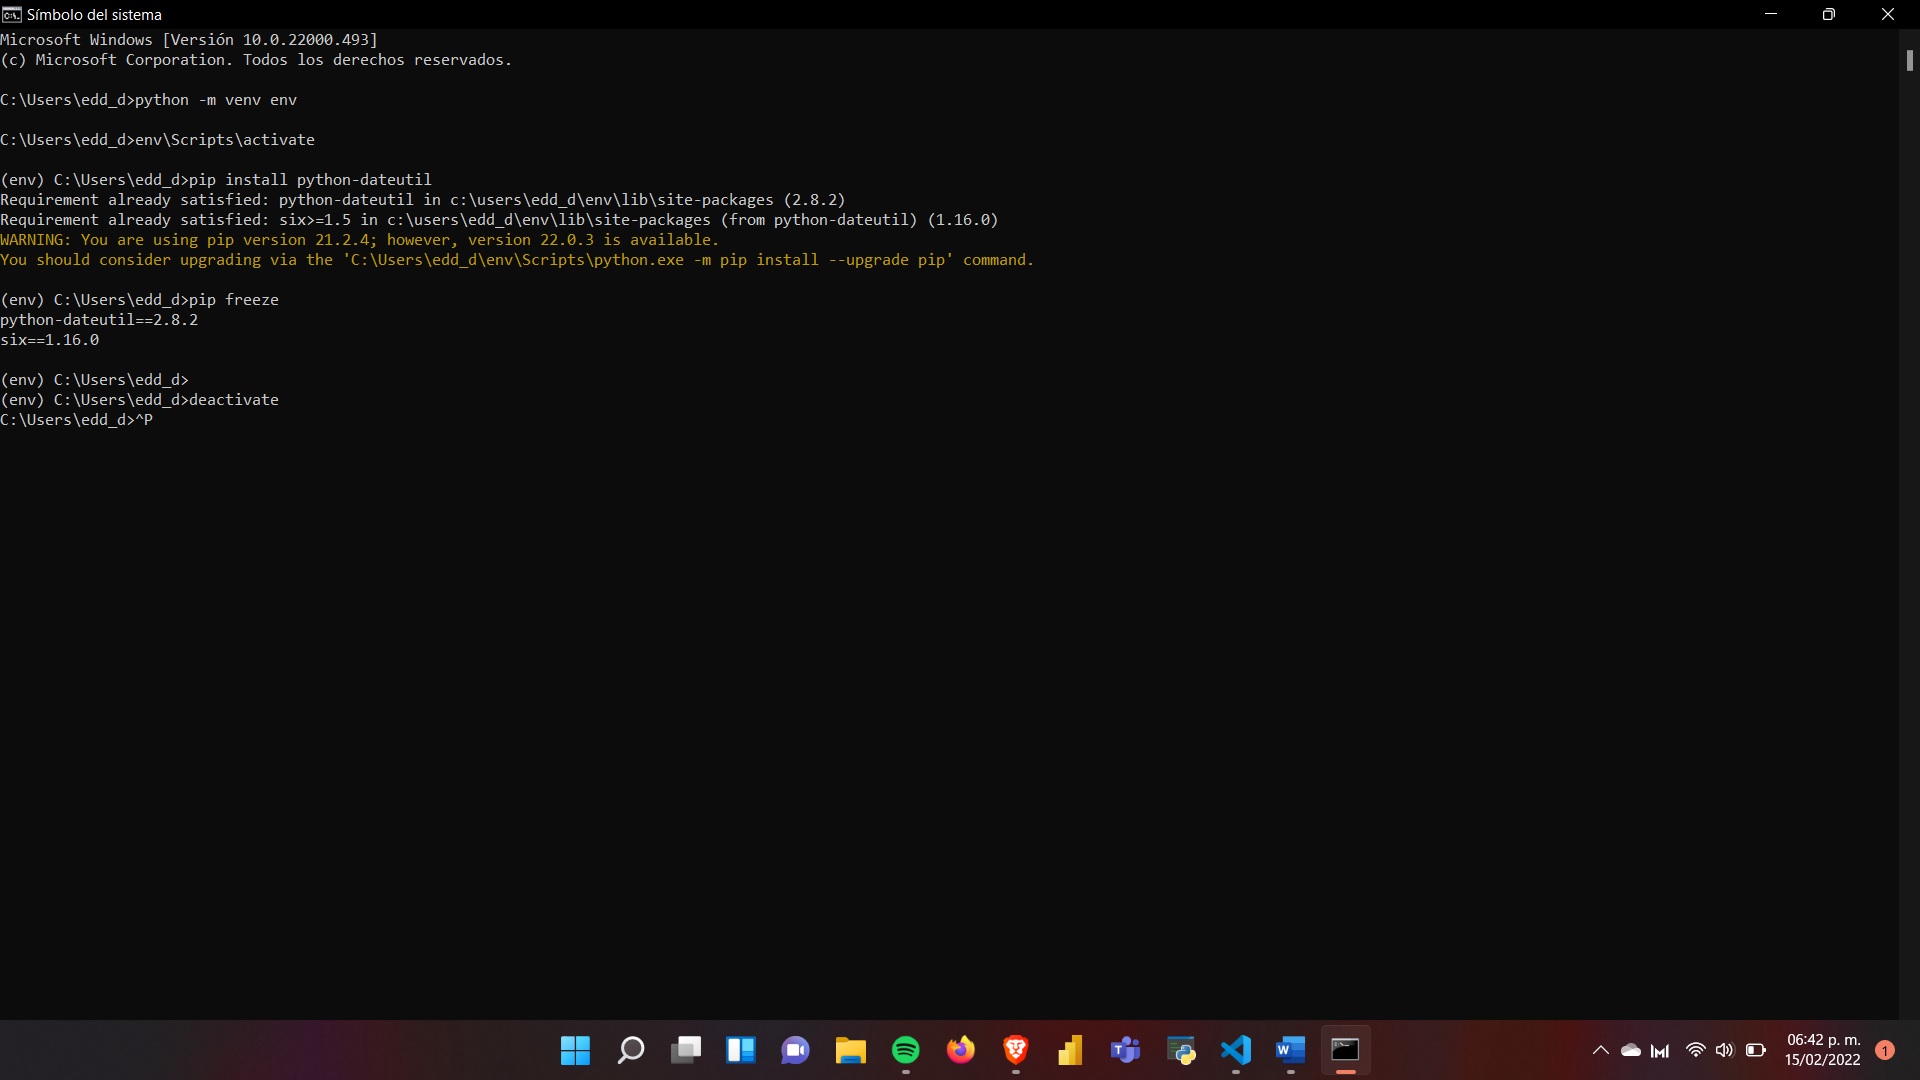 Símbolo del sistema
Microsoft Windows [Versión 10.0.22000.493]
(c) Microsoft Corporation. Todos los derechos reservados.
C:\Users\edd_d>python -m venv env
C:\Users\edd_d>env\Scripts\activate
(env) C:\Users\edd_d>pip install python-dateutil
Requirement already satisfied: python-dateutil in c:\users\edd_d\env\lib\site-packages (2.8.2)
Requirement already satisfied: six>=1.5 in c:\users\edd_d\env\lib\site-packages (from python-dateutil) (1.16.0)
WARNING: You are using pip version 21.2.4; however, version 22.0.3 is available.
You should consider upgrading via the 'C:\Users\edd_d\env\Scripts\python.exe -m pip install --upgrade pip' command.
(env) C:\Users\edd_d>pip freeze
python-dateutil==2.8.2
six==1.16.0
(env) C:\Users\edd_d>
(env) C:\Users\edd_d>deactivate
C:\Users\edd_d>^P
06:42 p. m.
15/02/2022
1